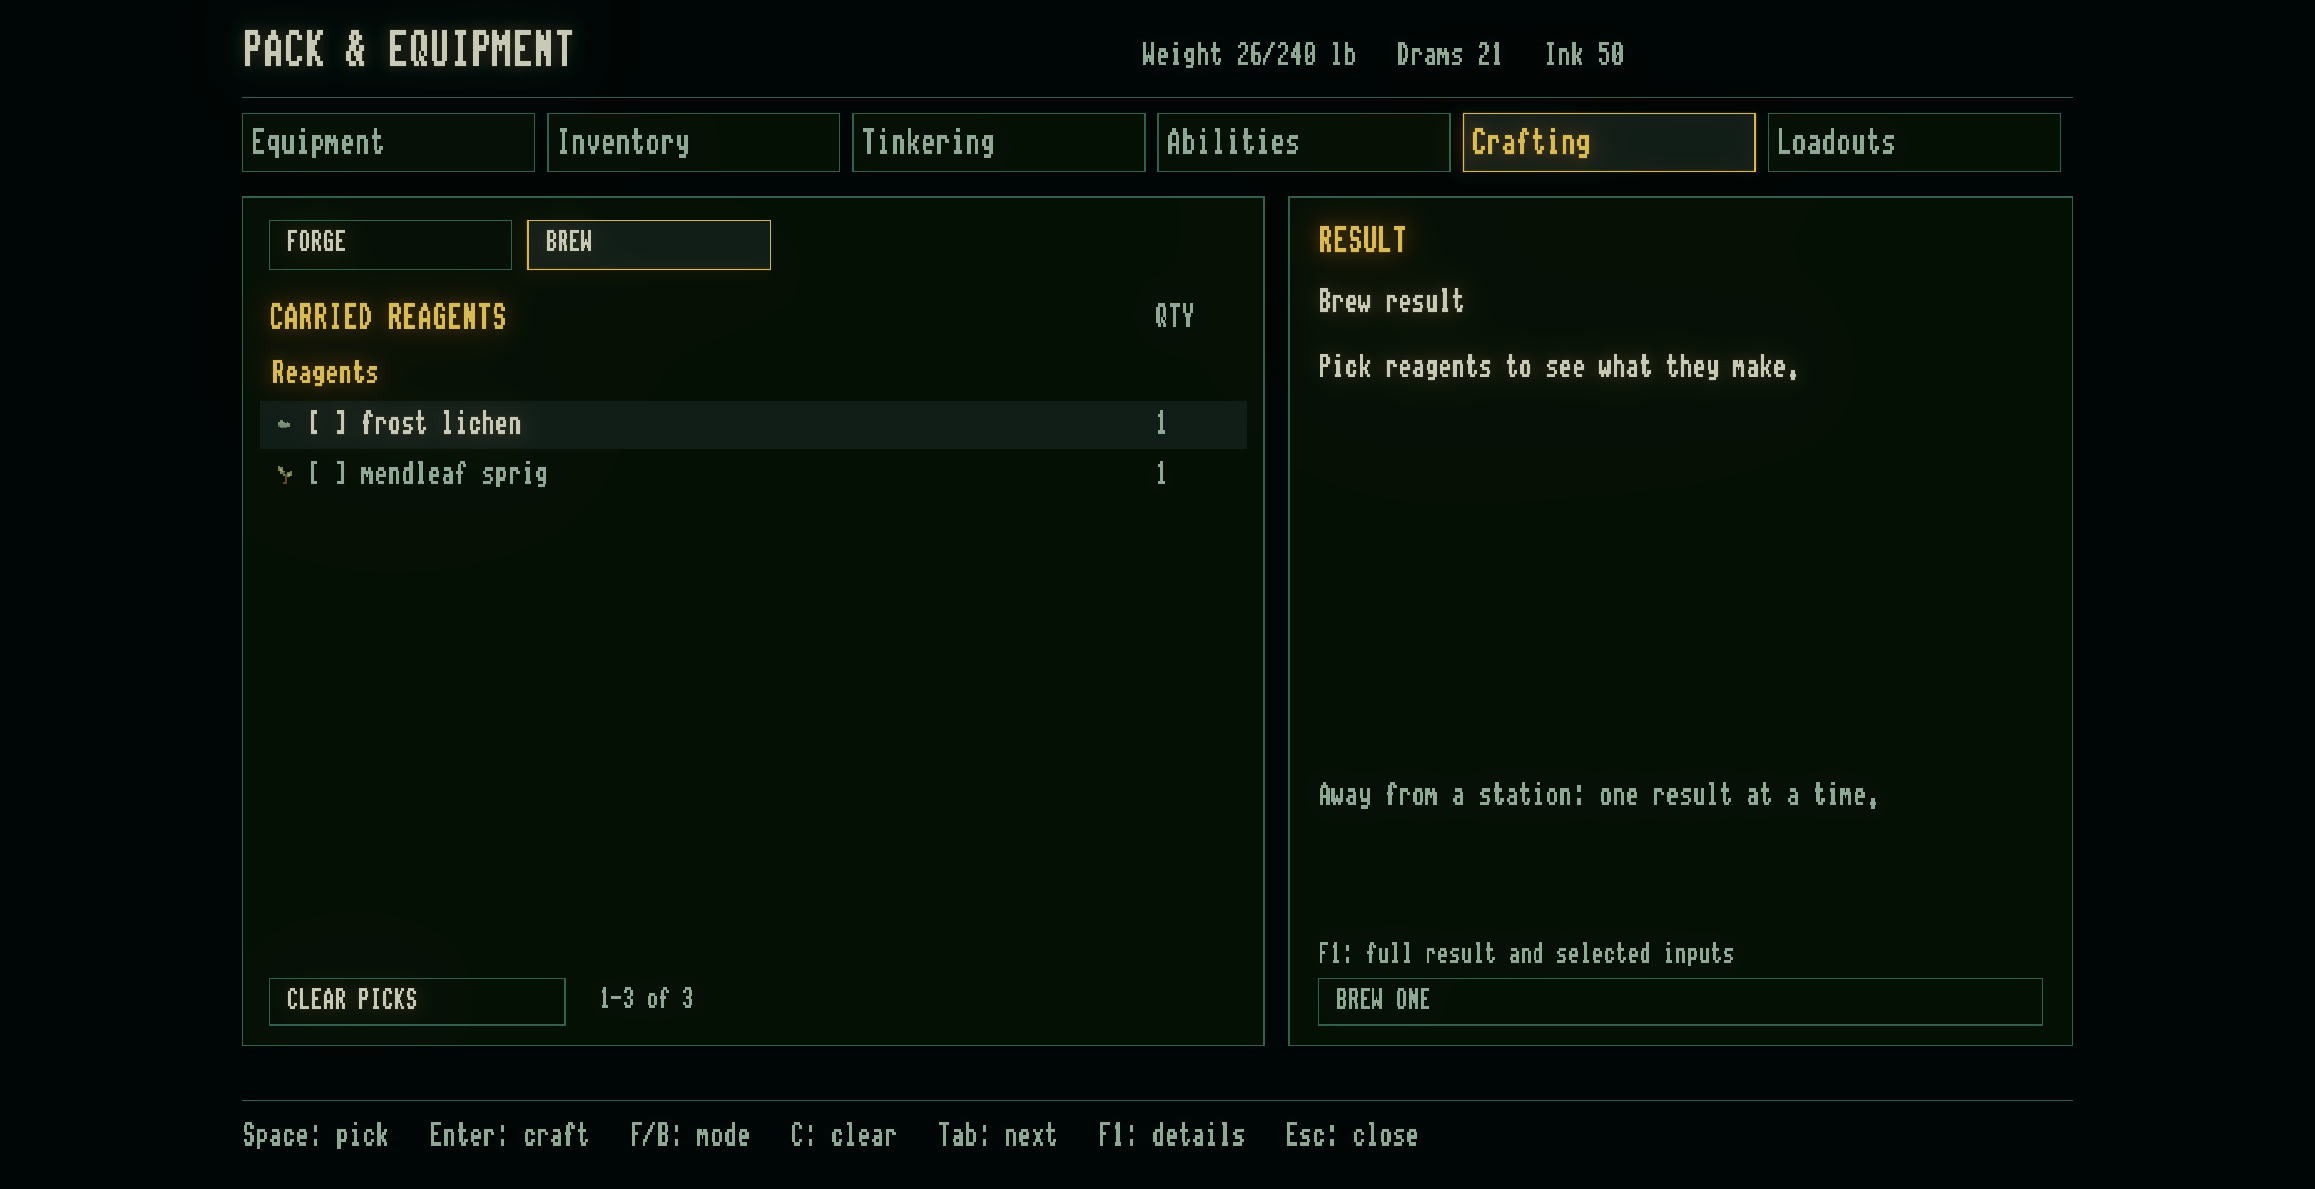 PACK & EQUIPMENT
Weight 26/240 lb Drams 21 Ink 50
Equipment Inventory Tinkering Abilities Crafting Loadouts
FORGE BREW
CARRIED REAGENTS QTY
Reagents
[ ] frost lichen 1
[ ] mendleaf sprig 1
CLEAR PICKS 1-3 of 3
RESULT
Brew result
Pick reagents to see what they make.
Away from a station: one result at a time.
F1: full result and selected inputs
BREW ONE
Space: pick Enter: craft F/B: mode C: clear Tab: next F1: details Esc: close